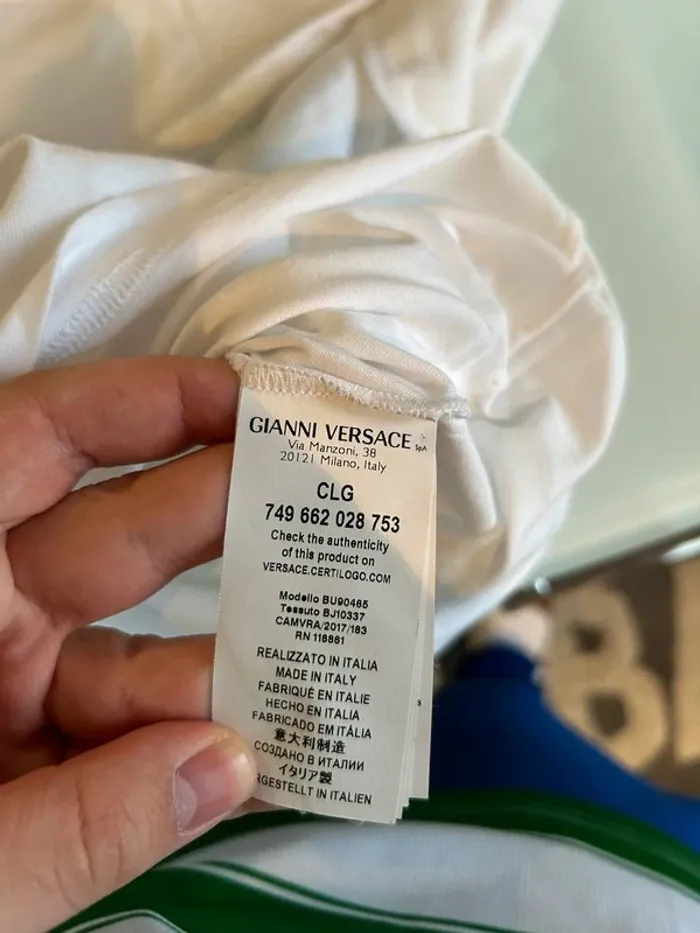 GIANNI VERSACE SpA
Via Manzoni, 38
20121 Milano, Italy
CLG
749 662 028 753
Check the authenticity
of this product on
VERSACE.CERTILOGO.COM
Modello BU90485
Tessuto BJ10337
CAMVRA/2017/183
RN 118881
REALIZZATO IN ITALIA
MADE IN ITALY
FABRIQUÉ EN ITALIE
HECHO EN ITALIA
FABRICADO EM ITÁLIA
意大利制造
СОЗДАНО В ИТАЛИИ
イタリア製
RGESTELLT IN ITALIEN
s